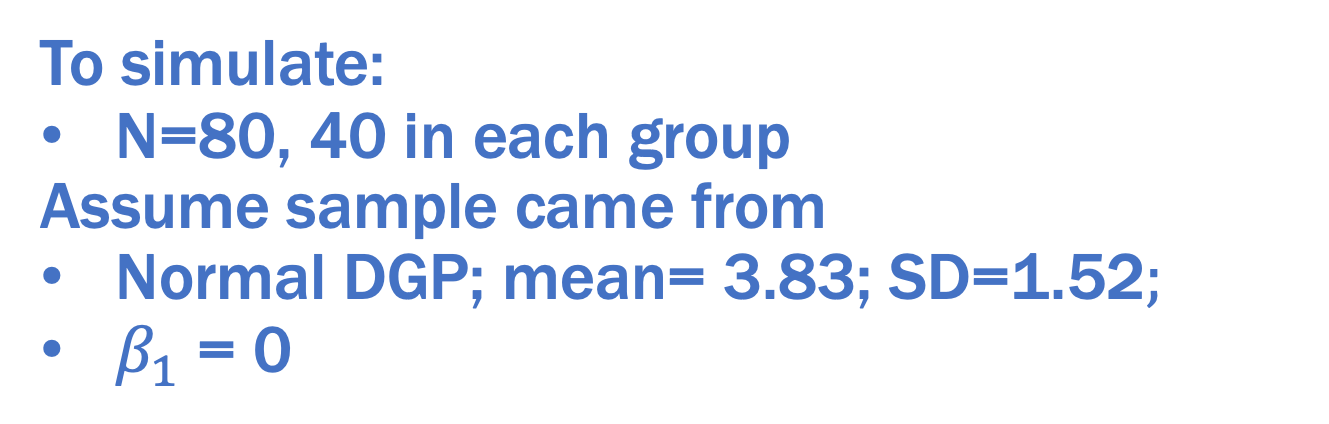 To simulate:
• N=80, 40 in each group
Assume sample came from
• Normal DGP; mean= 3.83; SD=1.52;
• 𝛽₁ = 0